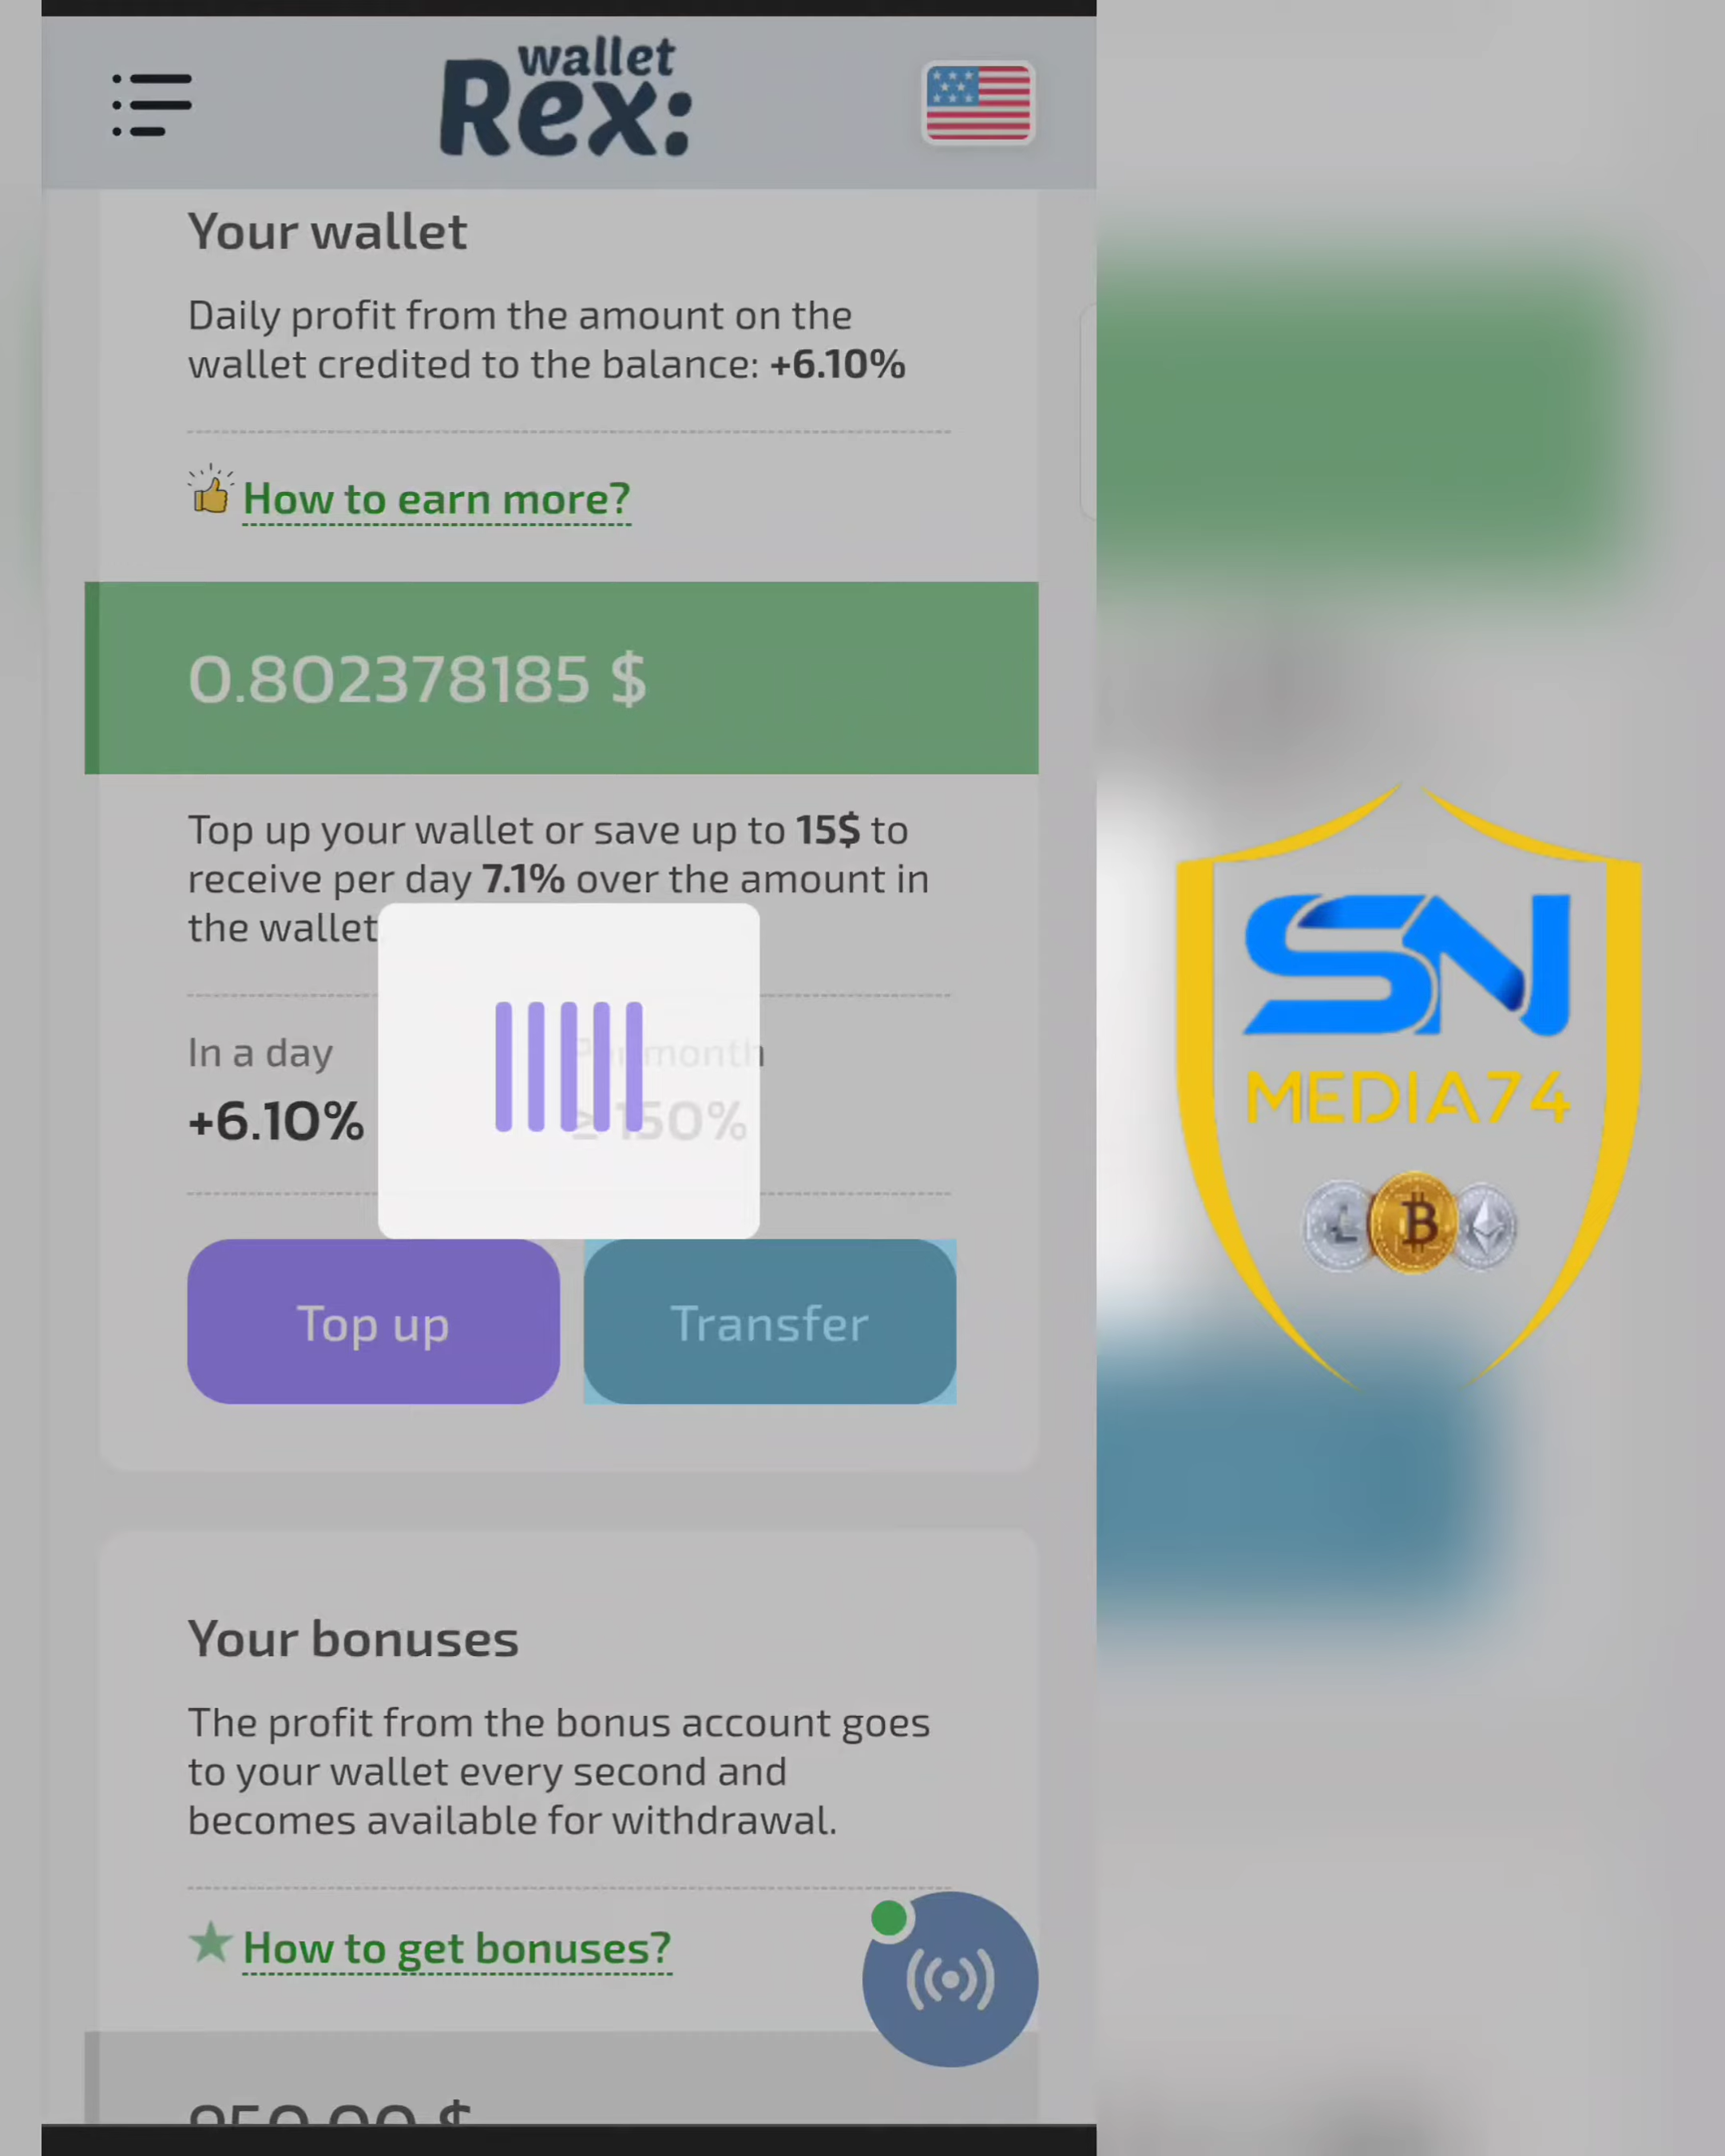 wallet
Rex:
Your wallet
Daily profit from the amount on the
wallet credited to the balance: +6.10%
How to earn more?
0.802378185 $
Top up your wallet or save up to 15$ to
receive per day 7.1% over the amount in
the wallet
In a day
Per month
+6.10%
≥ 150%
Top up
Transfer
SN
MEDIA74
Your bonuses
The profit from the bonus account goes
to your wallet every second and
becomes available for withdrawal.
How to get bonuses?